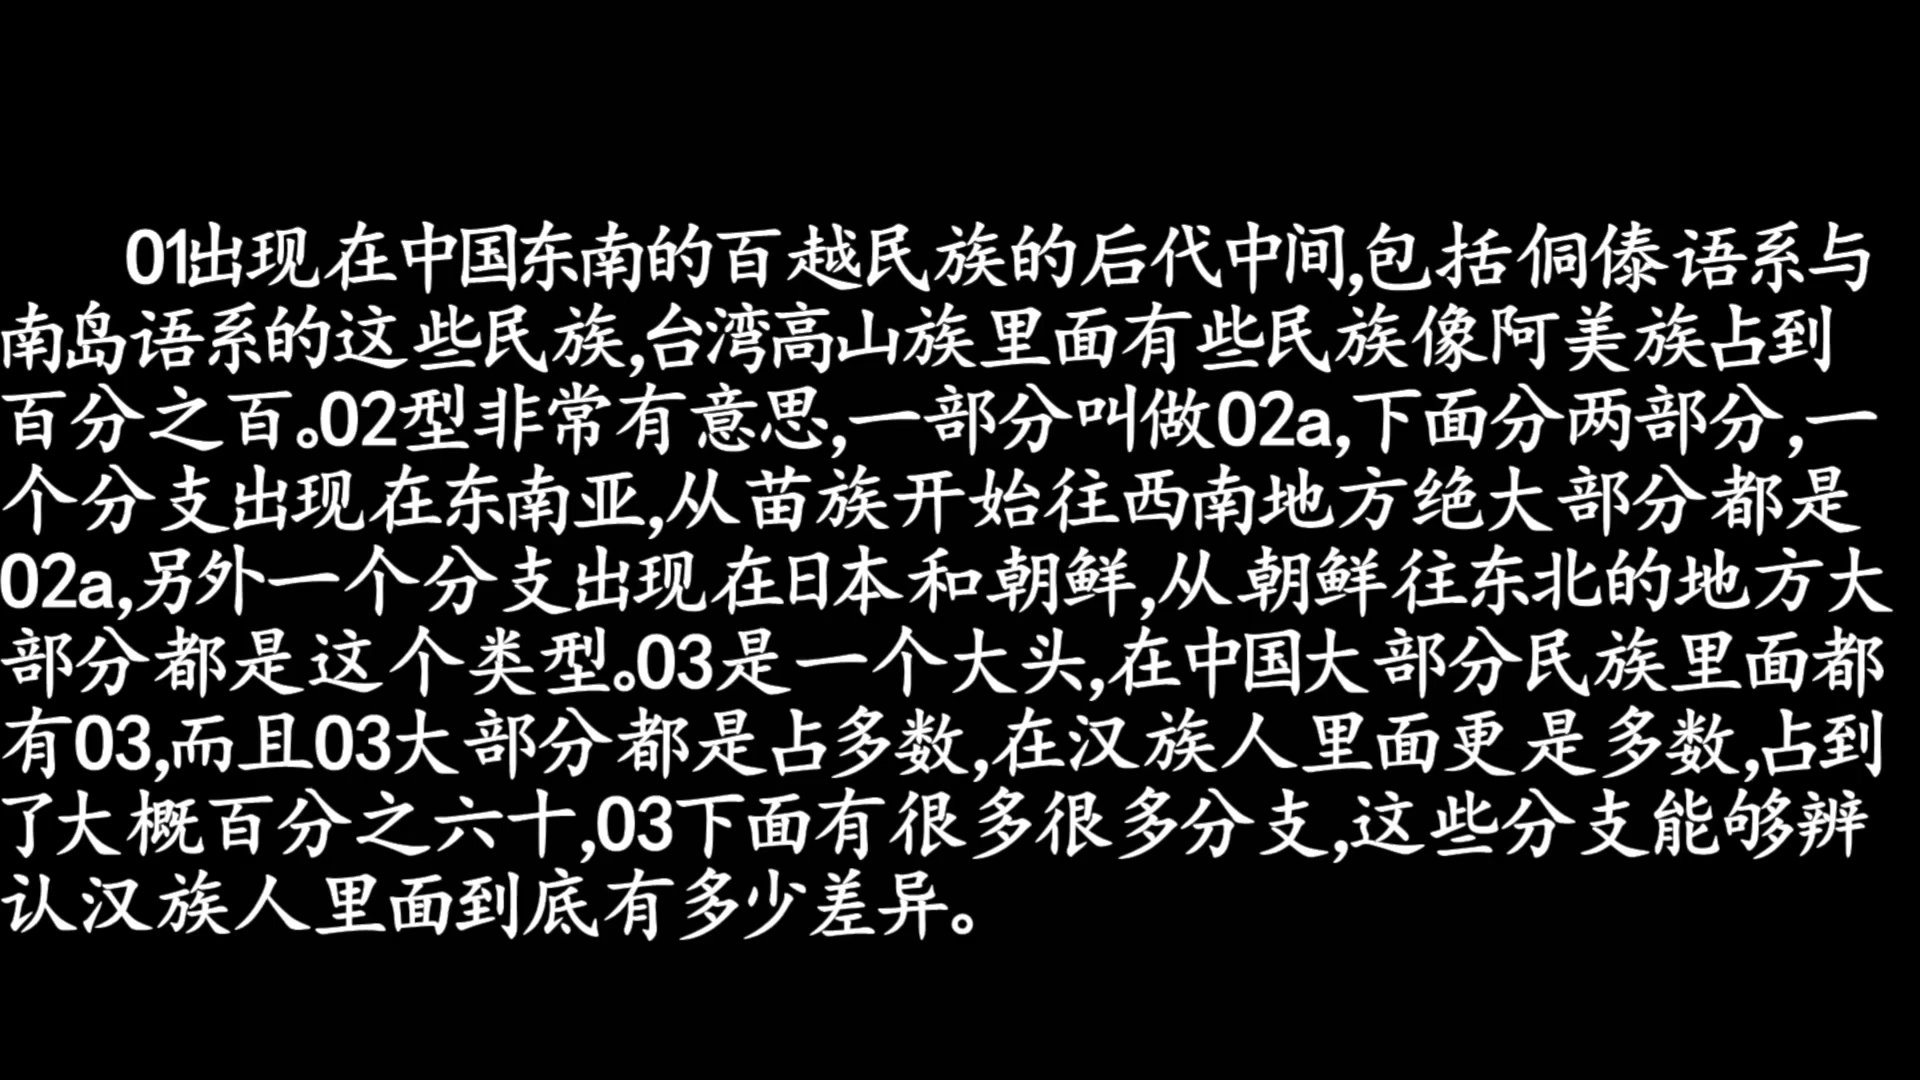 01出现在中国东南的百越民族的后代中间,包括侗傣语系与
南岛语系的这些民族,台湾高山族里面有些民族像阿美族占到
百分之百。02型非常有意思,一部分叫做02a,下面分两部分,一
个分支出现在东南亚,从苗族开始往西南地方绝大部分都是
02a,另外一个分支出现在日本和朝鲜,从朝鲜往东北的地方大
部分都是这个类型。03是一个大头,在中国大部分民族里面都
有03,而且03大部分都是占多数,在汉族人里面更是多数,占到
了大概百分之六十,03下面有很多很多分支,这些分支能够辨
认汉族人里面到底有多少差异。